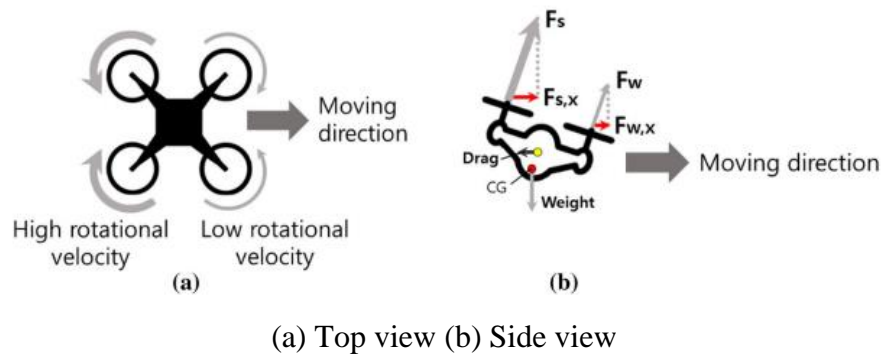 Moving
direction
High rotational
velocity
Low rotational
velocity
(a)
Fs
Fw
Fs,x
Fw,x
Drag
CG
Weight
Moving direction
(b)
(a) Top view (b) Side view